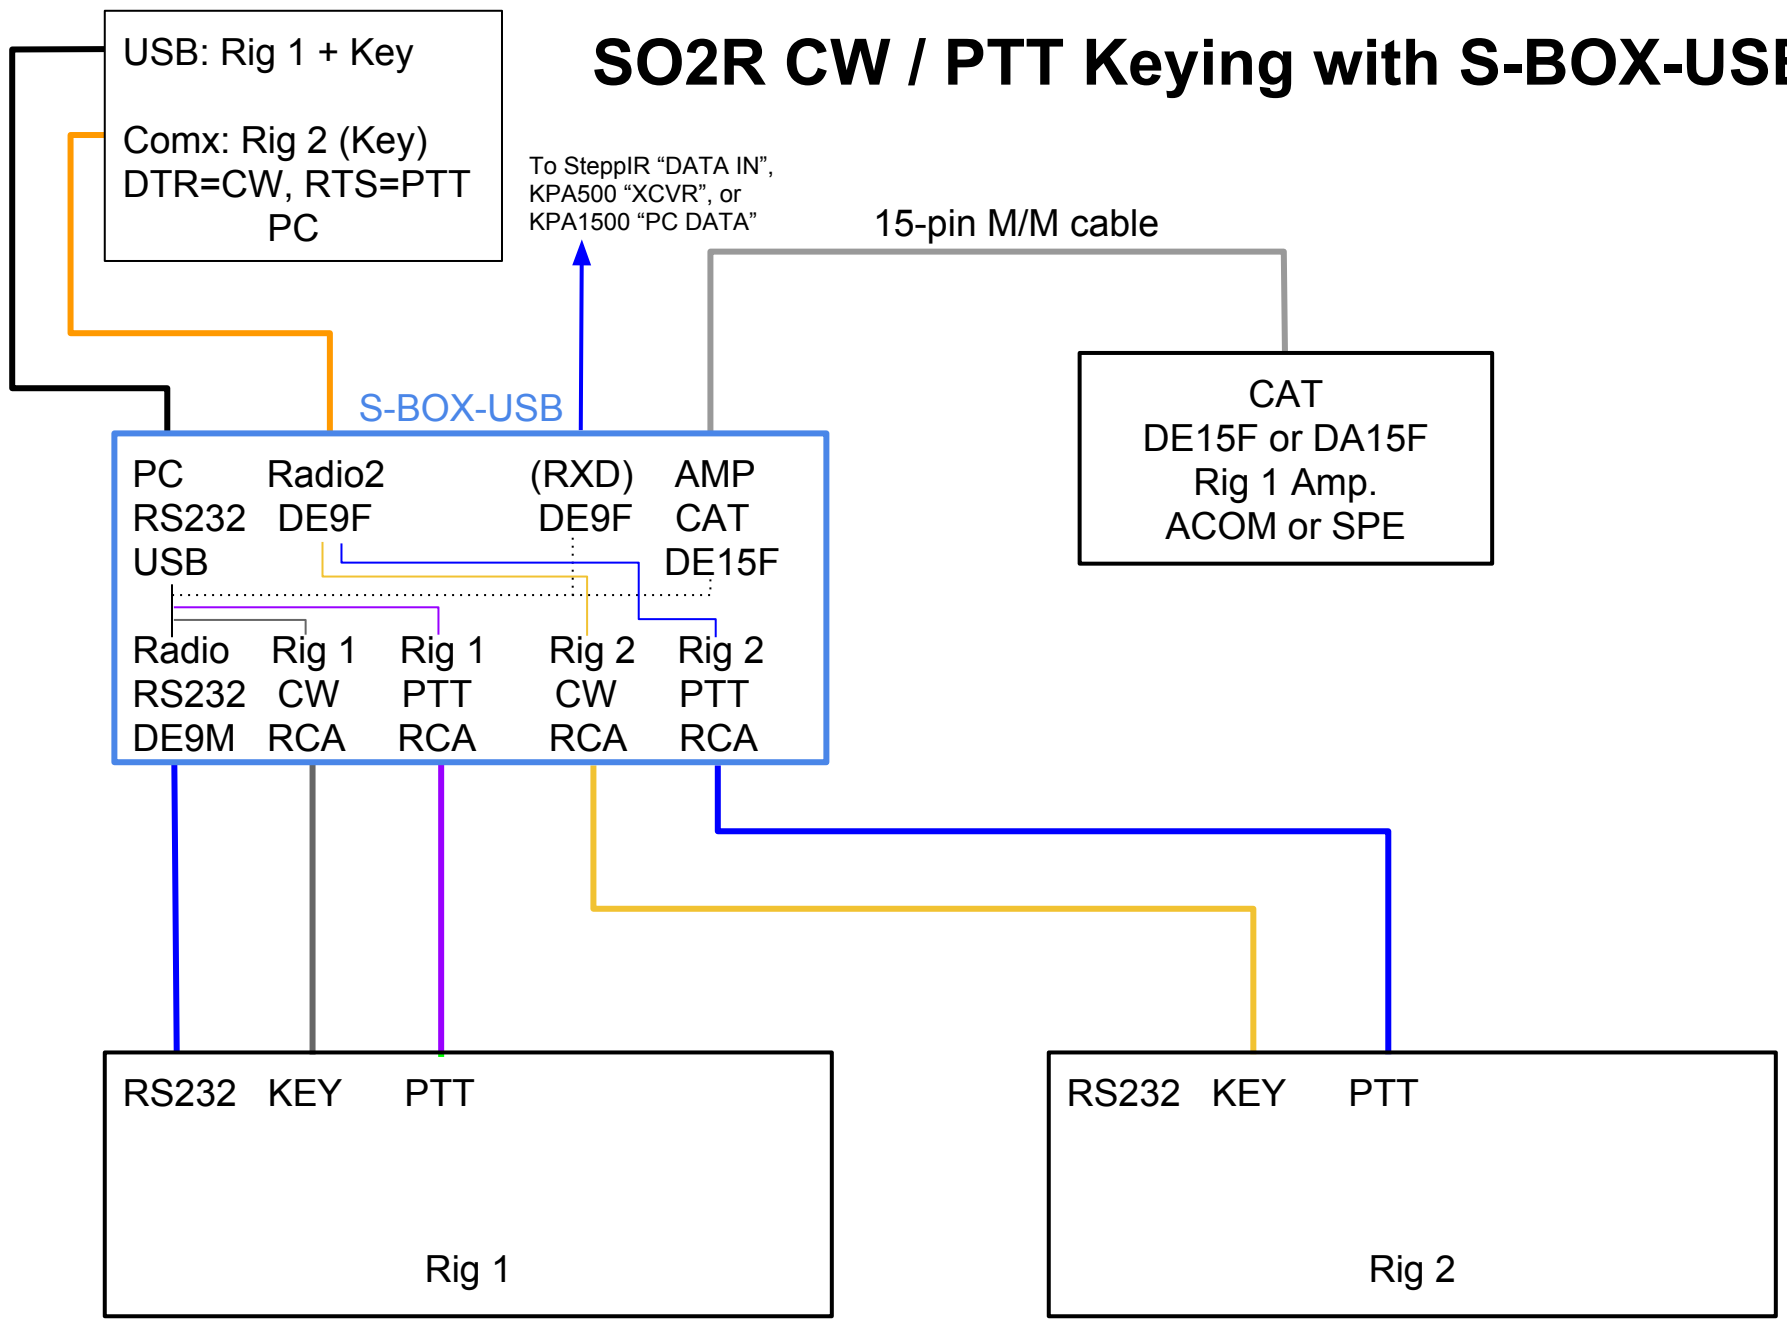 SO2R CW / PTT Keying with S-BOX-USB
USB: Rig 1 + Key
Comx: Rig 2 (Key)
DTR=CW, RTS=PTT
PC
To SteppIR “DATA IN”,
KPA500 “XCVR”, or
KPA1500 “PC DATA”
15-pin M/M cable
CAT
DE15F or DA15F
Rig 1 Amp.
ACOM or SPE
S-BOX-USB
PC Radio2 (RXD) AMP
RS232 DE9F DE9F CAT
USB DE15F
Radio Rig 1 Rig 1 Rig 2 Rig 2
RS232 CW PTT CW PTT
DE9M RCA RCA RCA RCA
RS232 KEY PTT
Rig 1
RS232 KEY PTT
Rig 2